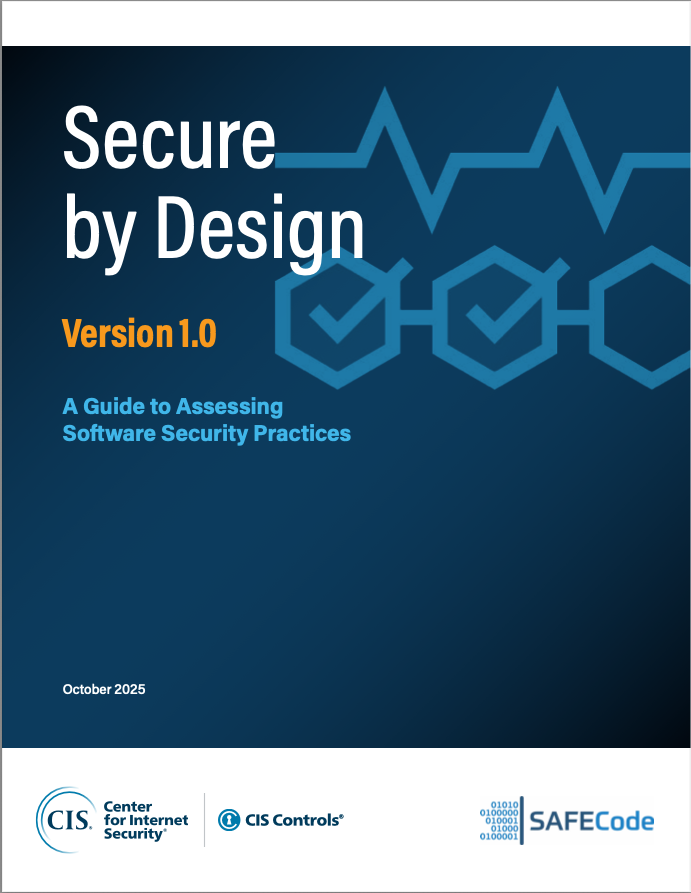 Secure
by Design
Version 1.0
A Guide to Assessing
Software Security Practices
October 2025
CIS®
Center
for Internet
Security®
CIS Controls®
01010
0100000
010001
01000
0100001
SAFECode